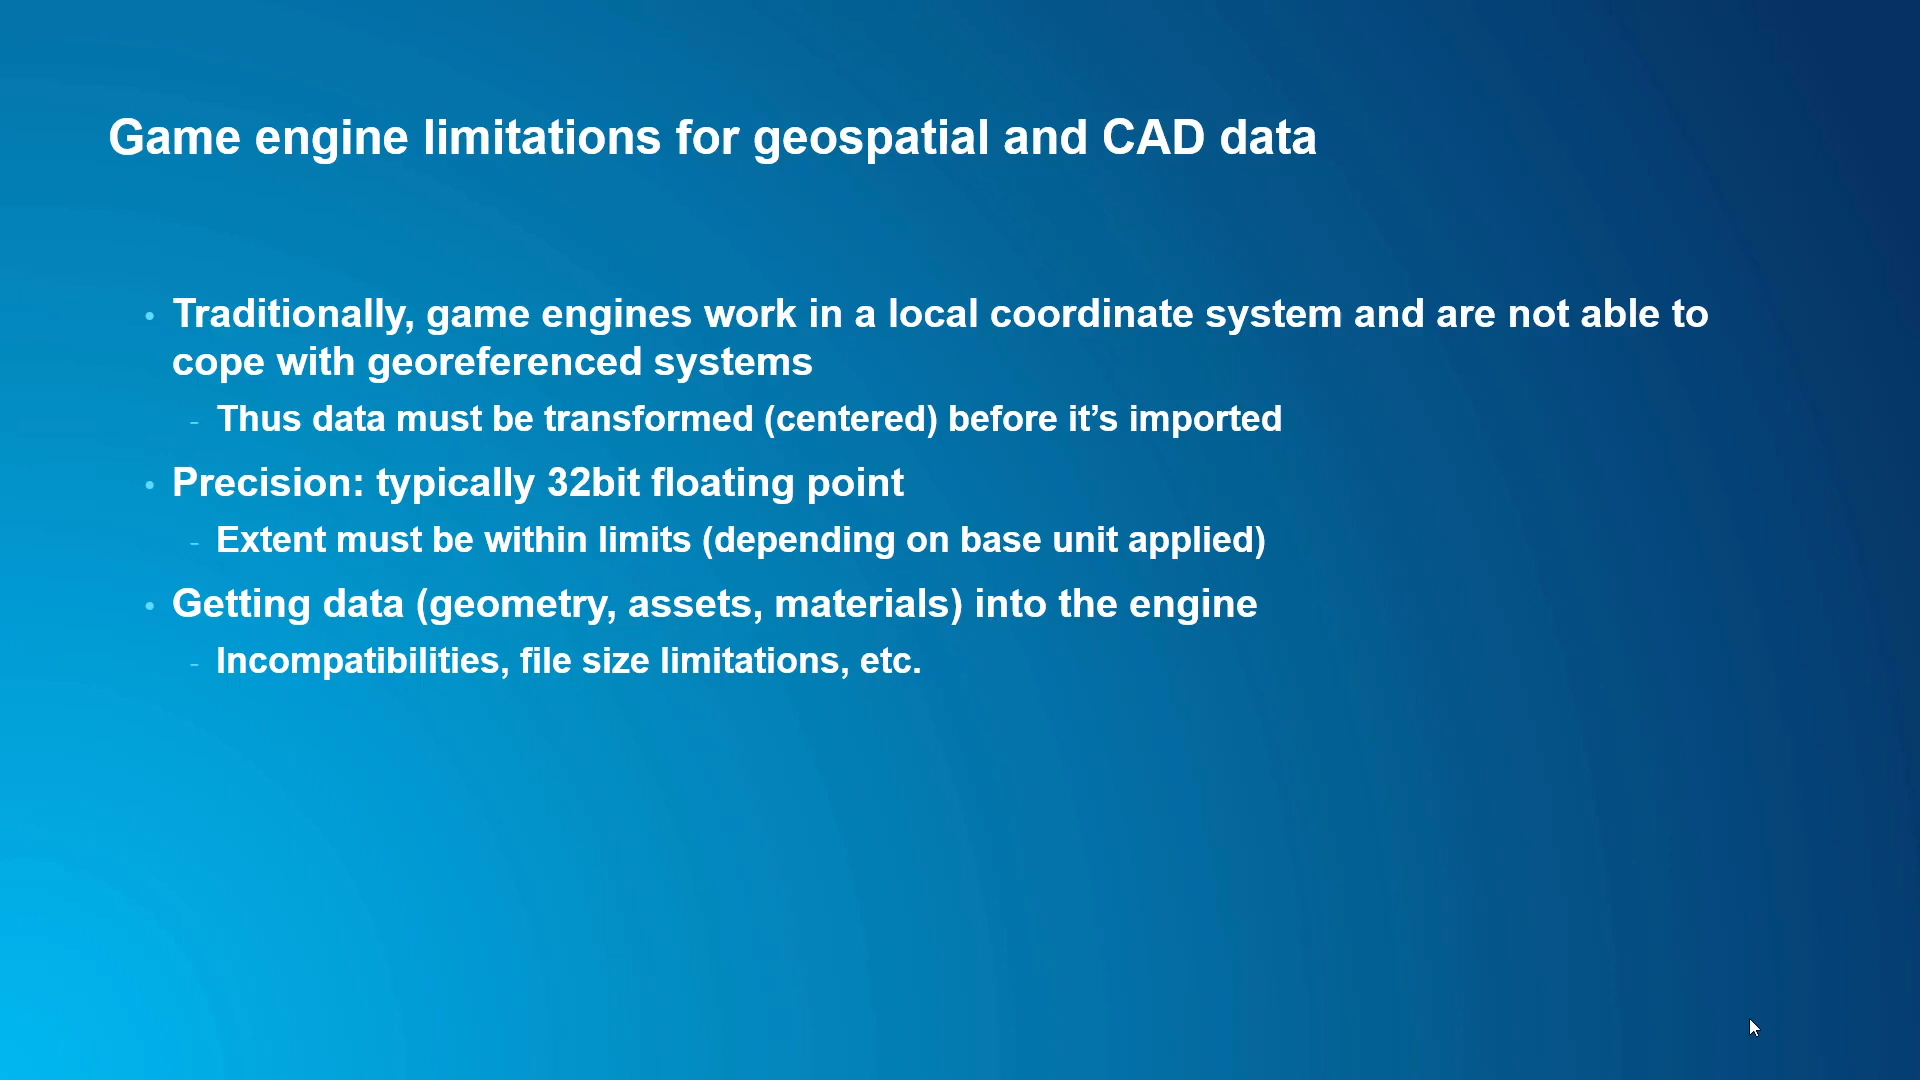 Game engine limitations for geospatial and CAD data
• Traditionally, game engines work in a local coordinate system and are not able to
cope with georeferenced systems
- Thus data must be transformed (centered) before it’s imported
• Precision: typically 32bit floating point
- Extent must be within limits (depending on base unit applied)
• Getting data (geometry, assets, materials) into the engine
- Incompatibilities, file size limitations, etc.